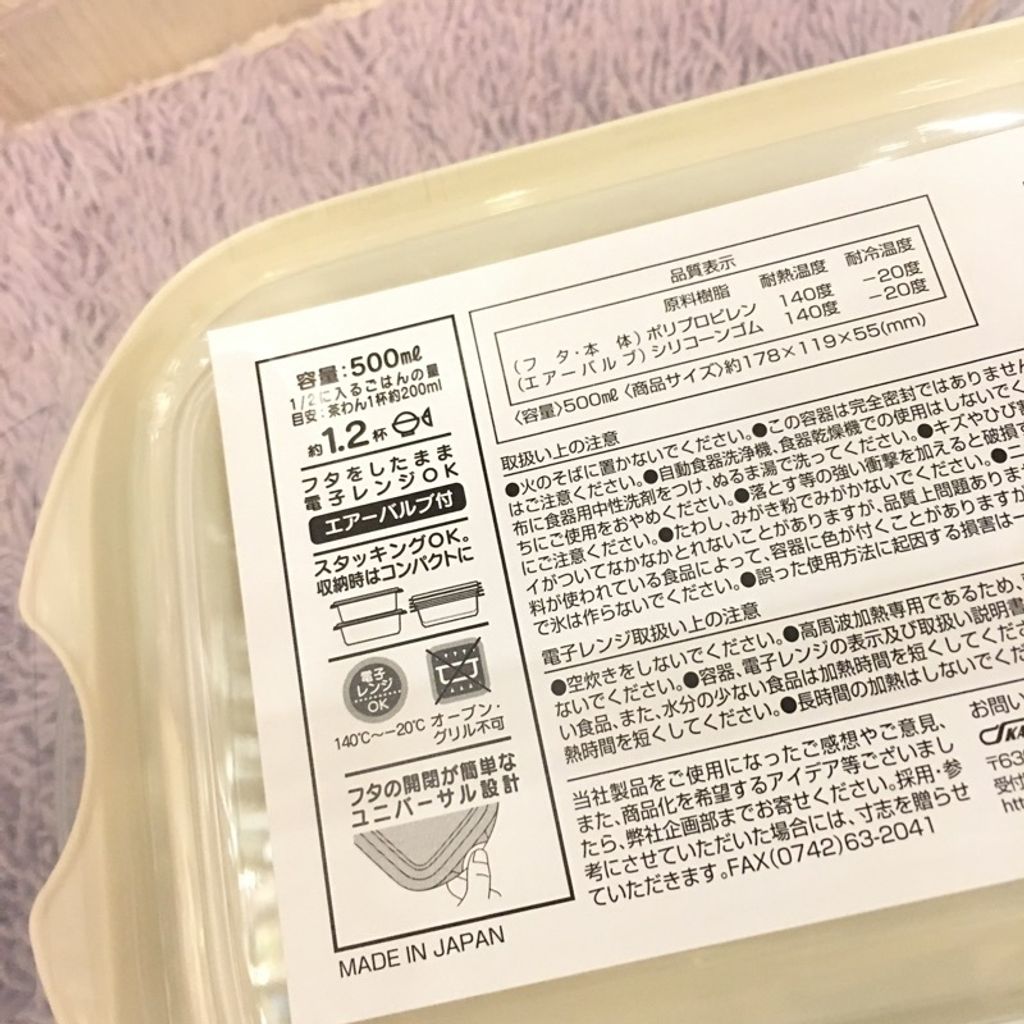 容量:500ml
1/2に入るごはんの量
目安:茶わん1杯約200ml
約1.2杯
フタをしたまま
電子レンジOK
エアーバルブ付
スタッキングOK。
収納時はコンパクトに
電子
レンジ
OK
140℃〜−20℃
オーブン・
グリル不可
フタの開閉が簡単な
ユニバーサル設計
MADE IN JAPAN
品質表示
原料樹脂 耐熱温度 耐冷温度
(フタ・本体)ポリプロピレン 140度 −20度
(エアーバルブ)シリコーンゴム 140度 −20度
〈容量〉500ml〈商品サイズ〉約178×119×55(mm)
取扱い上の注意
●火のそばに置かないでください。●この容器は完全密封ではありません
はご注意ください。●自動食器洗浄機、食器乾燥機での使用はしないでく
布に食器用中性洗剤をつけ、ぬるま湯で洗ってください。●キズやひび
ちにご使用をおやめください。●落とす等の強い衝撃を加えると破損す
にご注意ください。●たわし、みがき粉でみがかないでください。●ニ
イがついてなかなかとれないことがありますが、品質上問題ありま
料が使われている食品によって、容器に色が付くことがありますが
で氷は作らないでください。●誤った使用方法に起因する損害は一
電子レンジ取扱い上の注意
●空炊きをしないでください。●高周波加熱専用であるため、
ないでください。●容器、電子レンジの表示及び取扱い説明書
い食品、また、水分の少ない食品は加熱時間を短くしてくださ
熱時間を短くしてください。●長時間の加熱はしないでくだ
当社製品をご使用になったご感想やご意見、
また、商品化を希望するアイデア等ございまし
たら、弊社企画部までお寄せください。採用・参
考にさせていただいた場合には、寸志を贈らせ
ていただきます。FAX(0742)63-2041
お問い
KA
〒63
受付
htt